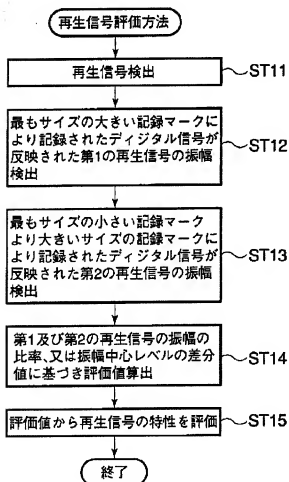 再生信号評価方法
再生信号検出
ST11
最もサイズの大きい記録マークに
より記録されたディジタル信号が
反映された第1の再生信号の振幅
検出
ST12
最もサイズの小さい記録マーク
より大きいサイズの記録マークに
より記録されたディジタル信号が
反映された第2の再生信号の振幅
検出
ST13
第1及び第2の再生信号の振幅の
比率、又は振幅中心レベルの差分
値に基づき評価値算出
ST14
評価値から再生信号の特性を評価
ST15
終了